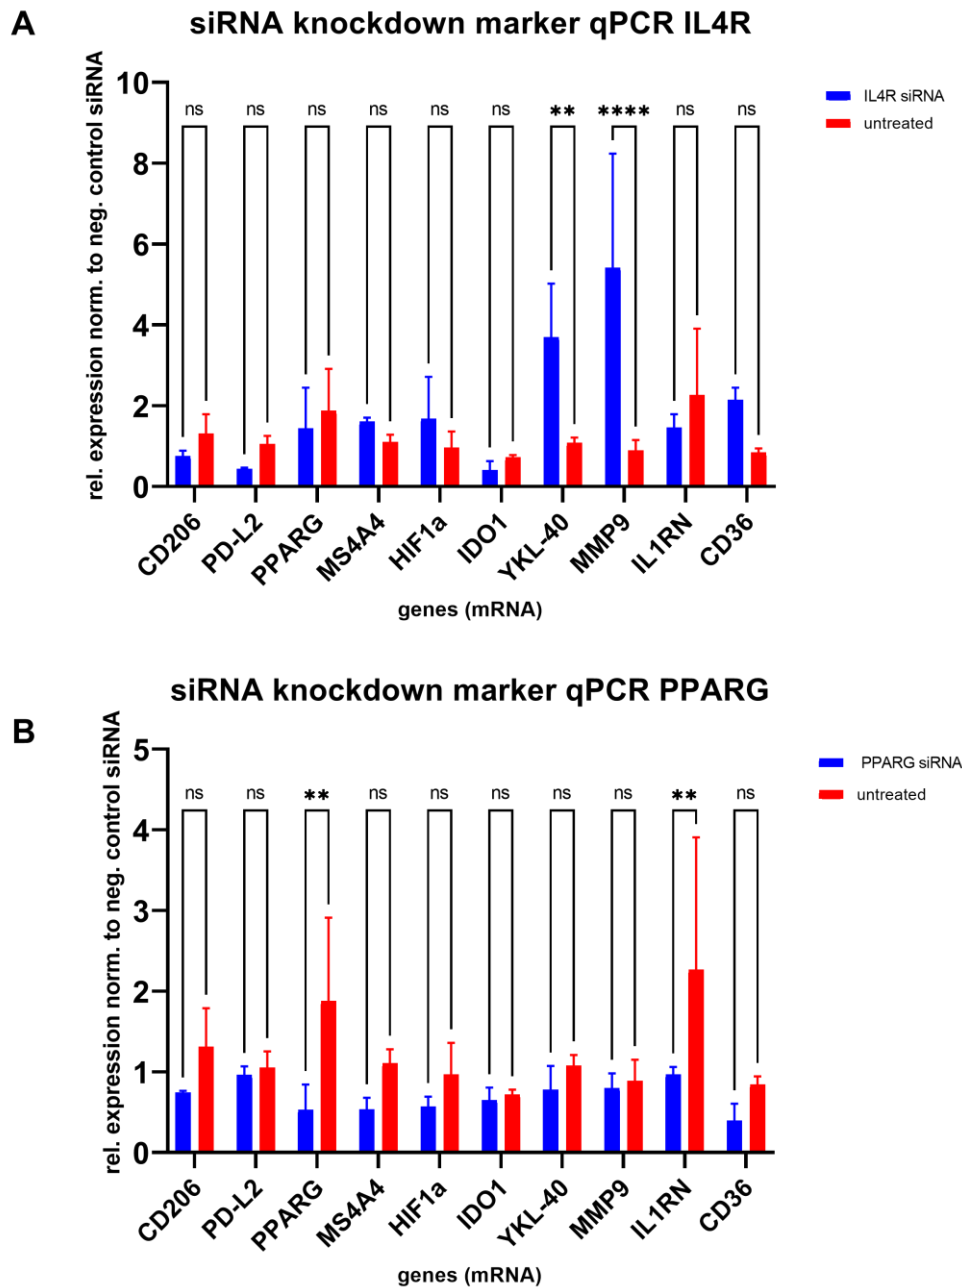 A
siRNA knockdown marker qPCR IL4R
rel. expression norm. to neg. control siRNA
10
8
6
4
2
0
ns ns ns ns ns ns ** **** ns ns
IL4R siRNA
untreated
CD206 PD-L2 PPARG MS4A4 HIF1a IDO1 YKL-40 MMP9 IL1RN CD36
genes (mRNA)
siRNA knockdown marker qPCR PPARG
B
rel. expression norm. to neg. control siRNA
5
4
3
2
1
0
ns ns ** ns ns ns ns ns ** ns
PPARG siRNA
untreated
CD206 PD-L2 PPARG MS4A4 HIF1a IDO1 YKL-40 MMP9 IL1RN CD36
genes (mRNA)